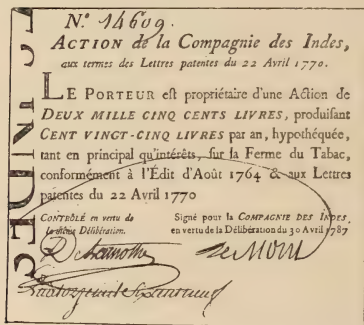 N.° 14609.
ACTION de la Compagnie des Indes,
aux termes des Lettres patentes du 22 Avril 1770.
LE PORTEUR est propriétaire d'une Action de
DEUX MILLE CINQ CENTS LIVRES, produisant
CENT VINGT-CINQ LIVRES par an, hypothéquée,
tant en principal qu'intérêts, sur la Ferme du Tabac,
conformément à l'Édit d'Août 1764 & aux Lettres
patentes du 22 Avril 1770
CONTRÔLÉ en vertu de
la même Délibération.
Signé pour la COMPAGNIE DES INDES,
en vertu de la Délibération du 30 Avril 1787